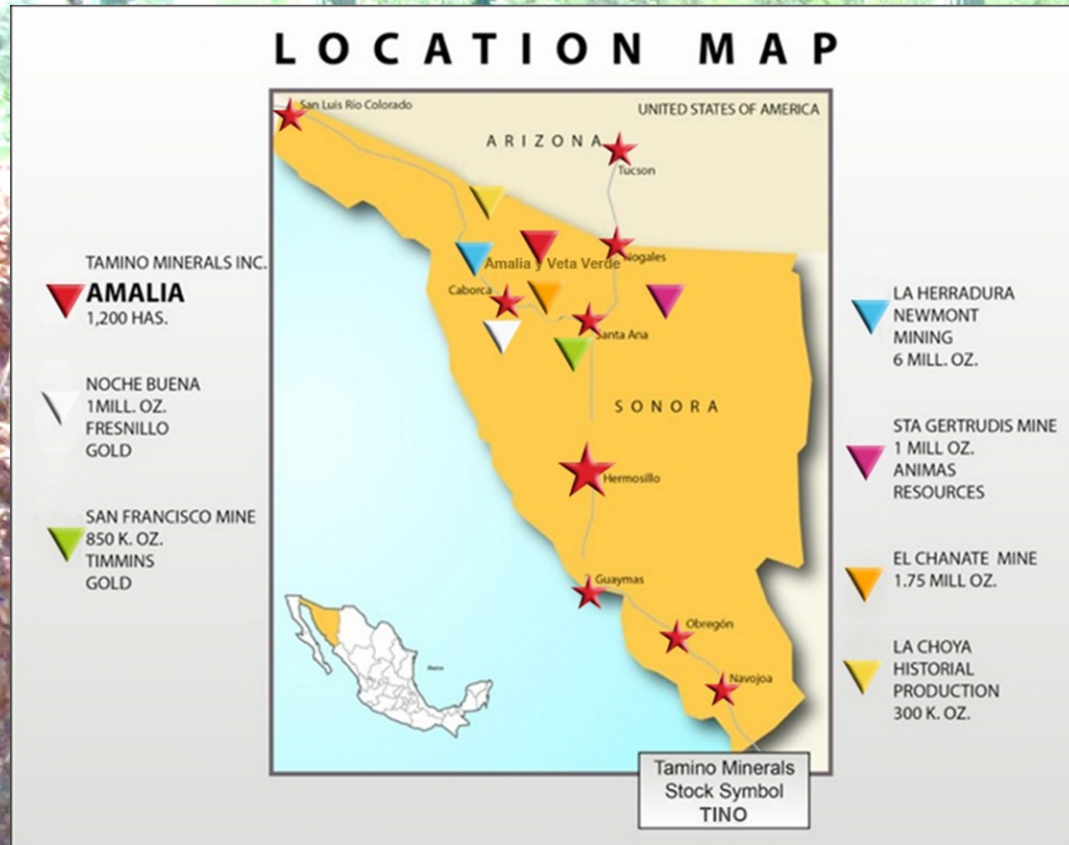 LOCATION MAP
San Luis Río Colorado
UNITED STATES OF AMERICA
ARIZONA
Tucson
Nogales
Amalia y Veta Verde
Caborca
Santa Ana
SONORA
Hermosillo
Guaymas
Obregón
Navojoa
TAMINO MINERALS INC.
AMALIA
1,200 HAS.
NOCHE BUENA
1MILL. OZ.
FRESNILLO
GOLD
SAN FRANCISCO MINE
850 K. OZ.
TIMMINS
GOLD
LA HERRADURA
NEWMONT
MINING
6 MILL. OZ.
STA GERTRUDIS MINE
1 MILL OZ.
ANIMAS
RESOURCES
EL CHANATE MINE
1.75 MILL OZ.
LA CHOYA
HISTORIAL
PRODUCTION
300 K. OZ.
Tamino Minerals
Stock Symbol
TINO